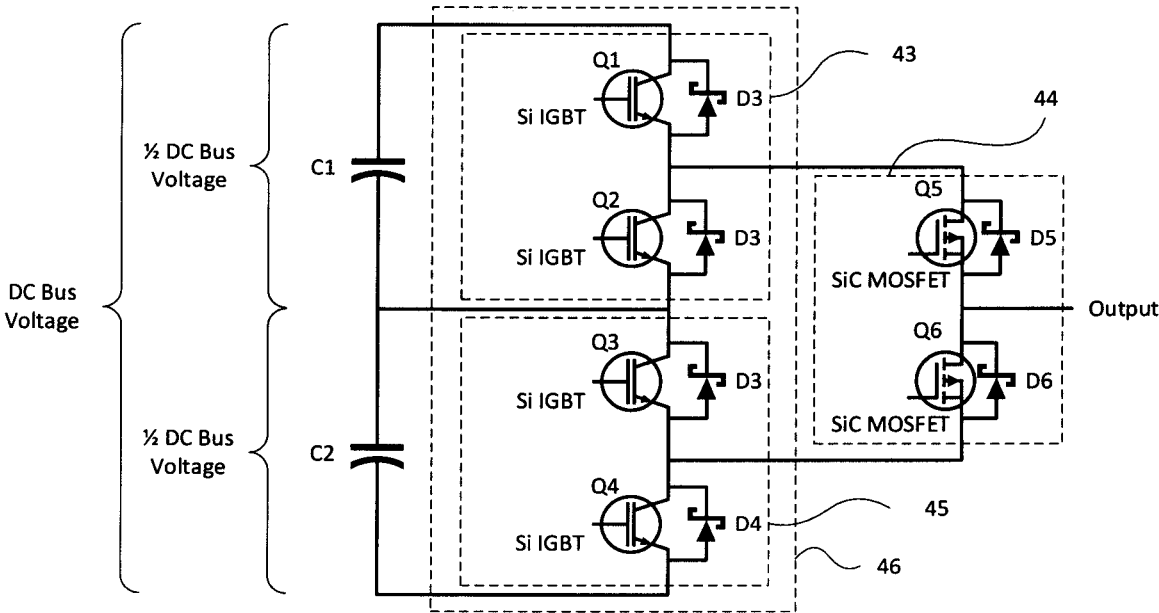 Q1
43
D3
Si IGBT
44
½ DC Bus
Voltage
C1
Q5
Q2
D3
D5
Si IGBT
SiC MOSFET
DC Bus
Voltage
Output
Q3
Q6
D3
D6
Si IGBT
SiC MOSFET
½ DC Bus
Voltage
C2
Q4
45
D4
Si IGBT
46